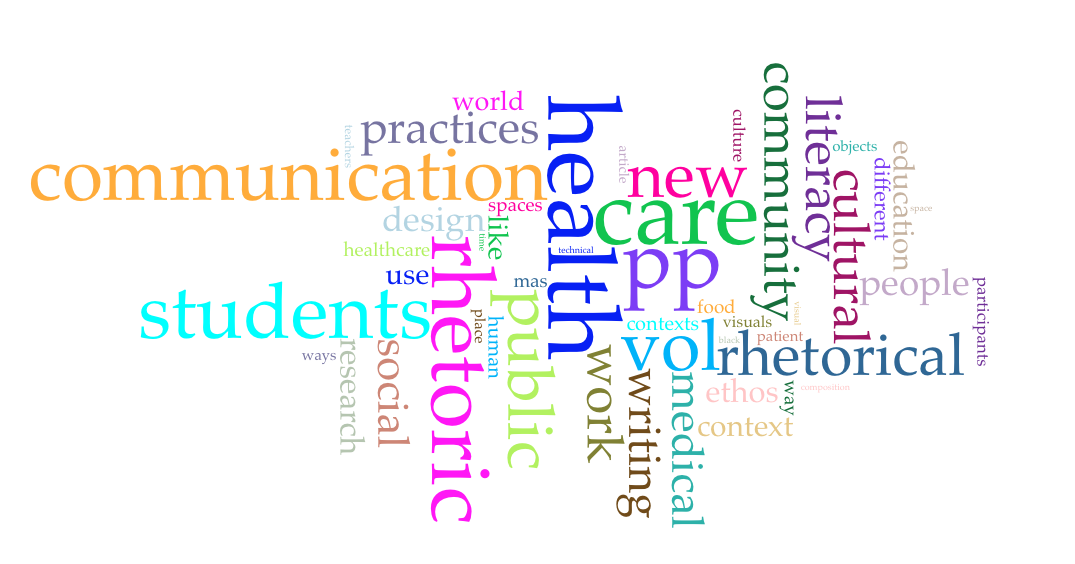 world
practices
teachers
communication
health
article
new
culture
community
literacy
objects
education
different
space
cultural
care
spaces
design
like
time
healthcare
technical
rhetoric
use
mas
pp
people
participants
students
public
place
human
food
visual
contexts
visuals
vol
black
patient
rhetorical
ways
research
social
work
writing
medical
ethos
way
composition
context